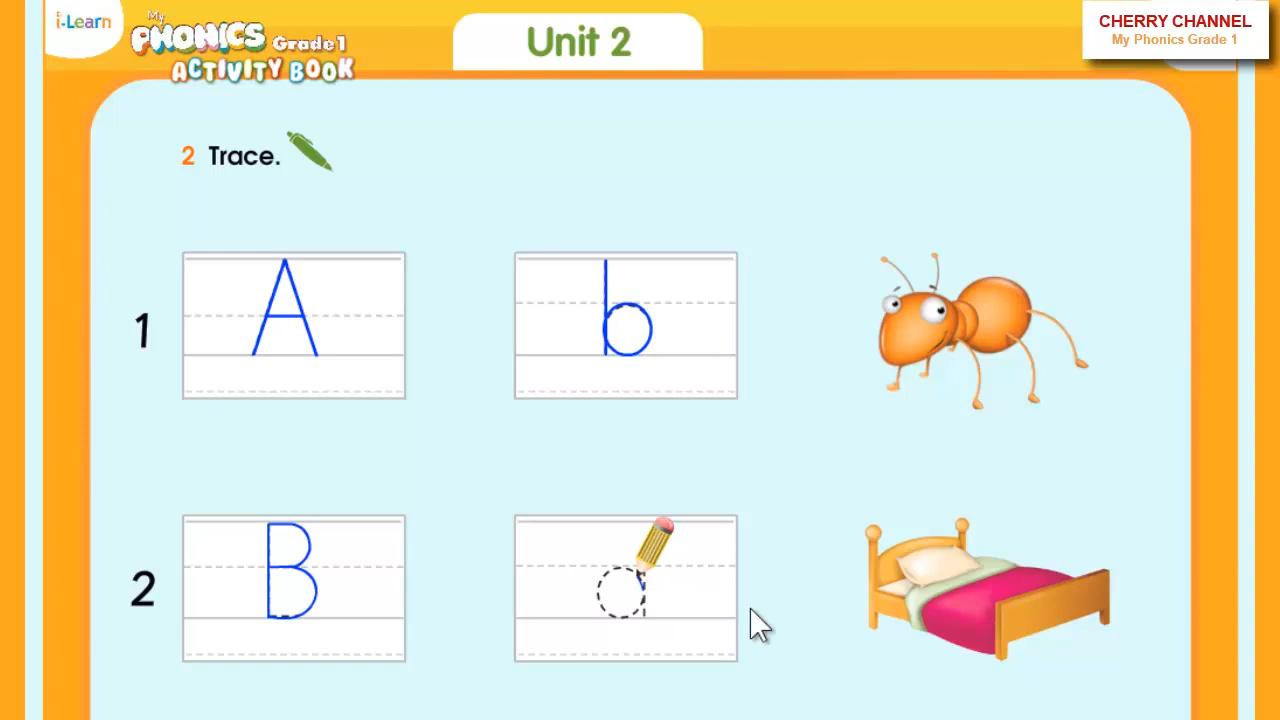 i-Learn
My
PHONICS Grade 1
ACTIVITY BOOK
Unit 2
CHERRY CHANNEL
My Phonics Grade 1
2 Trace.
1
A
b
2
B
a